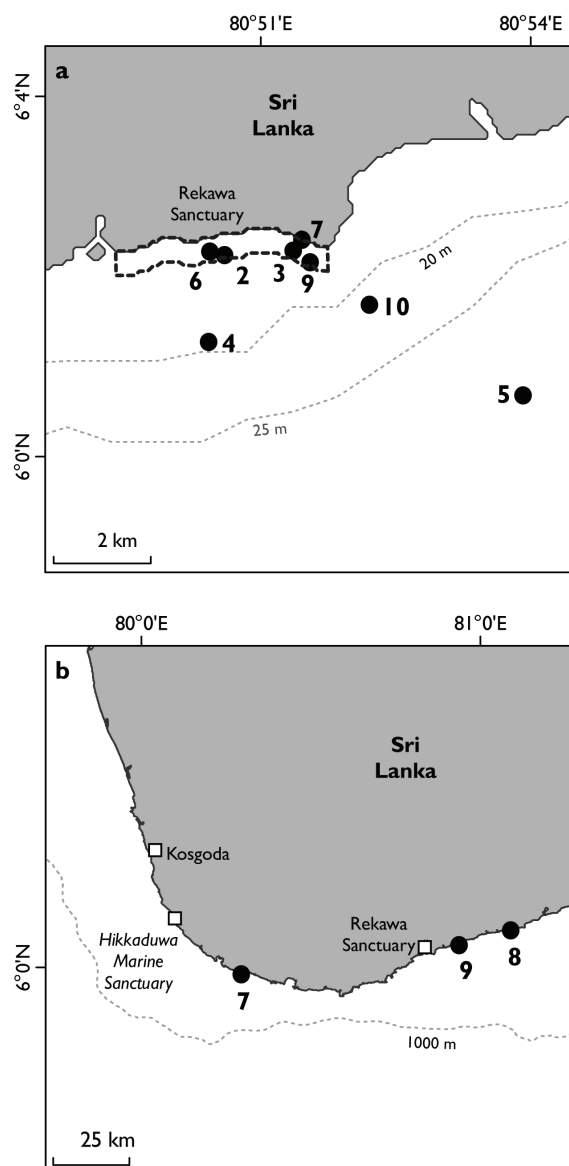 80°51'E
80°54'E
a
6°4'N
Sri
Lanka
Rekawa
Sanctuary
7
6
2
3
9
20 m
10
4
5
25 m
6°0'N
2 km
80°0'E
81°0'E
b
Sri
Lanka
Kosgoda
Rekawa
Sanctuary
Hikkaduwa
Marine
Sanctuary
8
9
6°0'N
7
1000 m
25 km